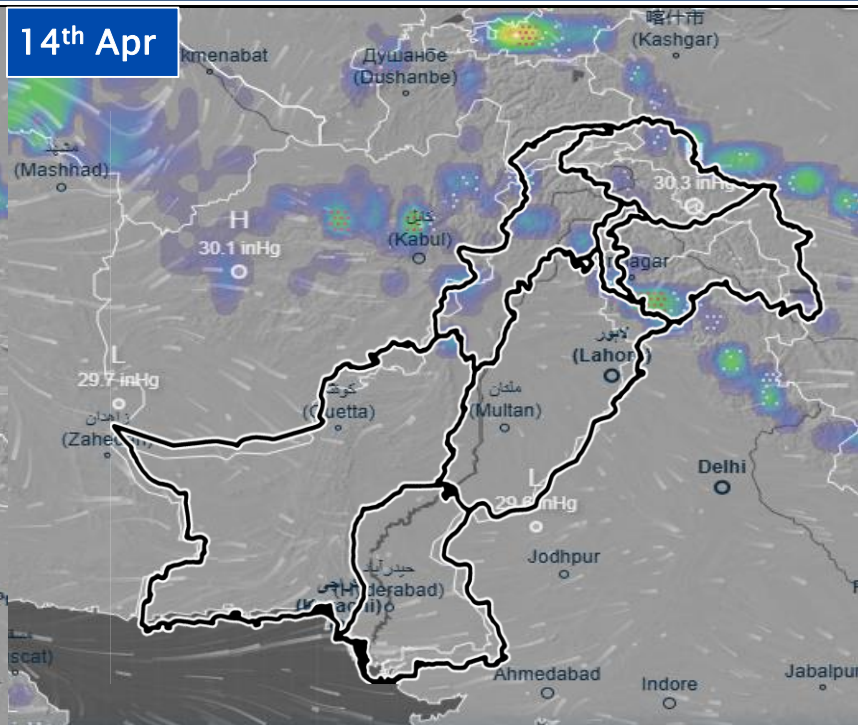 14th Apr
kmenabat
Душанбе
(Dushanbe)
喀什市
(Kashgar)
مشهد
(Mashhad)
H
30.1 inHg
كابل
(Kabul)
30.3 inHg
nagar
L
29.7 inHg
زاهدان
(Zahedan)
کوئٹہ
(Quetta)
لاہور
(Lahore)
ملتان
(Multan)
Delhi
L
29.6 inHg
Jodhpur
حیدرآباد
(Hyderabad)
کراچی
(Karachi)
scat)
Ahmedabad
Indore
Jabalpur